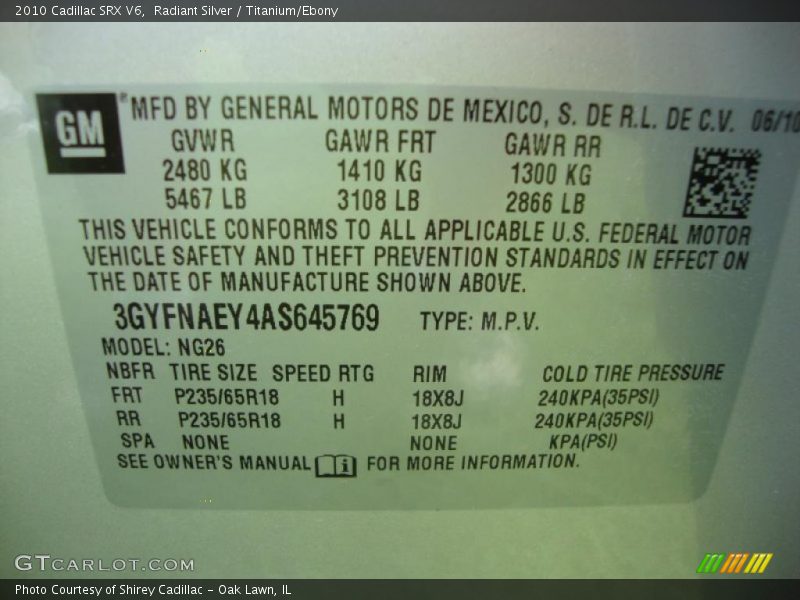 2010 Cadillac SRX V6, Radiant Silver / Titanium/Ebony
GM
MFD BY GENERAL MOTORS DE MEXICO, S. DE R.L. DE C.V. 06/10
GVWR GAWR FRT GAWR RR
2480 KG 1410 KG 1300 KG
5467 LB 3108 LB 2866 LB
THIS VEHICLE CONFORMS TO ALL APPLICABLE U.S. FEDERAL MOTOR
VEHICLE SAFETY AND THEFT PREVENTION STANDARDS IN EFFECT ON
THE DATE OF MANUFACTURE SHOWN ABOVE.
3GYFNAEY4AS645769 TYPE: M.P.V.
MODEL: NG26
NBFR TIRE SIZE SPEED RTG RIM COLD TIRE PRESSURE
FRT P235/65R18 H 18X8J 240KPA(35PSI)
RR P235/65R18 H 18X8J 240KPA(35PSI)
SPA NONE NONE KPA(PSI)
SEE OWNER'S MANUAL i FOR MORE INFORMATION.
GTCARLOT.COM
Photo Courtesy of Shirey Cadillac - Oak Lawn, IL